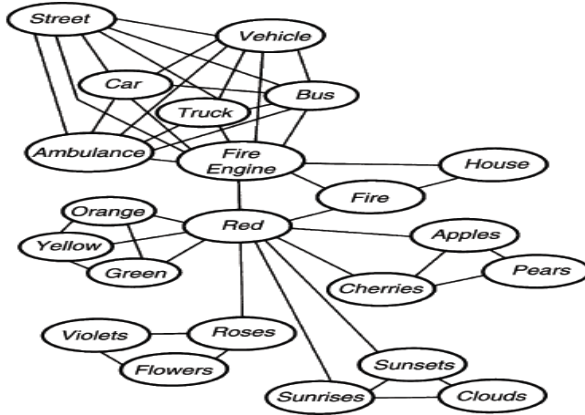 Street
Vehicle
Car
Bus
Truck
Ambulance
Fire
Engine
House
Fire
Orange
Red
Apples
Yellow
Green
Pears
Cherries
Violets
Roses
Flowers
Sunsets
Sunrises
Clouds